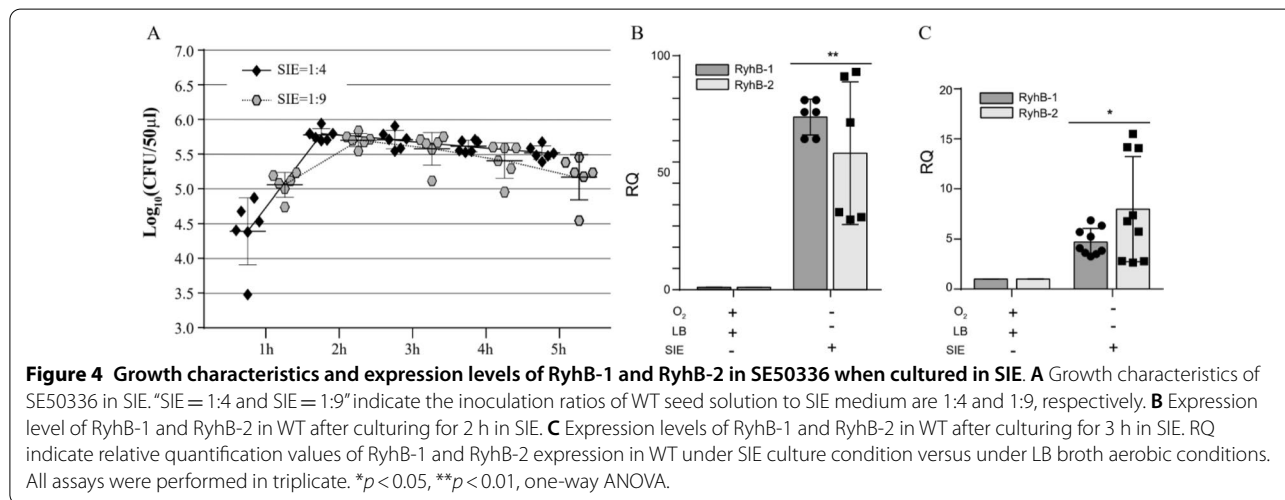 A
7.0
6.5
6.0
5.5
5.0
4.5
4.0
3.5
3.0
Log₁₀(CFU/50μl)
SIE=1:4
SIE=1:9
1h 2h 3h 4h 5h
B
**
RyhB-1
RyhB-2
100
50
0
RQ
O₂ + -
LB + -
SIE - +
C
*
RyhB-1
RyhB-2
20
15
10
5
0
RQ
O₂ + -
LB + -
SIE - +
Figure 4 Growth characteristics and expression levels of RyhB-1 and RyhB-2 in SE50336 when cultured in SIE. A Growth characteristics of
SE50336 in SIE. “SIE = 1:4 and SIE = 1:9” indicate the inoculation ratios of WT seed solution to SIE medium are 1:4 and 1:9, respectively. B Expression
level of RyhB-1 and RyhB-2 in WT after culturing for 2 h in SIE. C Expression levels of RyhB-1 and RyhB-2 in WT after culturing for 3 h in SIE. RQ
indicate relative quantification values of RyhB-1 and RyhB-2 expression in WT under SIE culture condition versus under LB broth aerobic conditions.
All assays were performed in triplicate. *p < 0.05, **p < 0.01, one-way ANOVA.